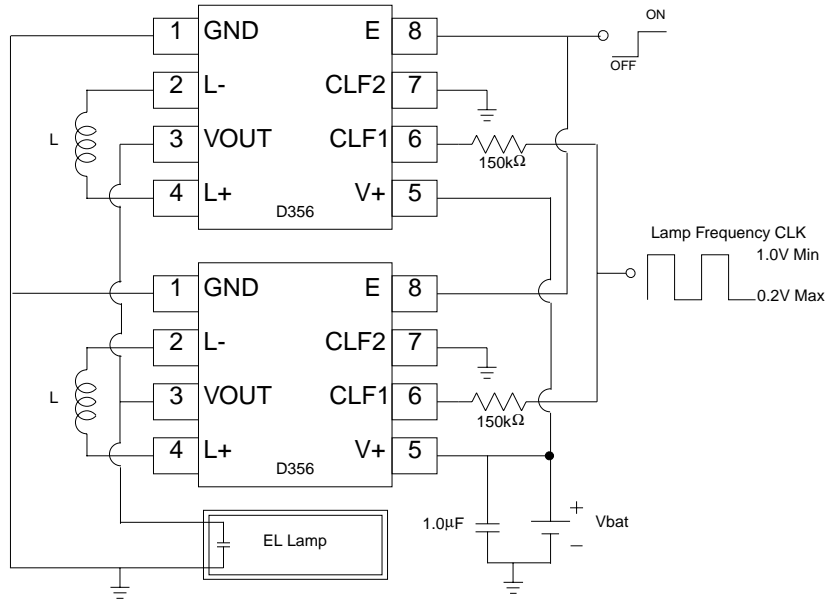 1 GND E 8
ON
OFF
2 L- CLF2 7
L
3 VOUT CLF1 6
150kΩ
4 L+ V+ 5
D356
Lamp Frequency CLK
1.0V Min
0.2V Max
1 GND E 8
2 L- CLF2 7
L
3 VOUT CLF1 6
150kΩ
4 L+ V+ 5
D356
EL Lamp
1.0µF
+
Vbat
−